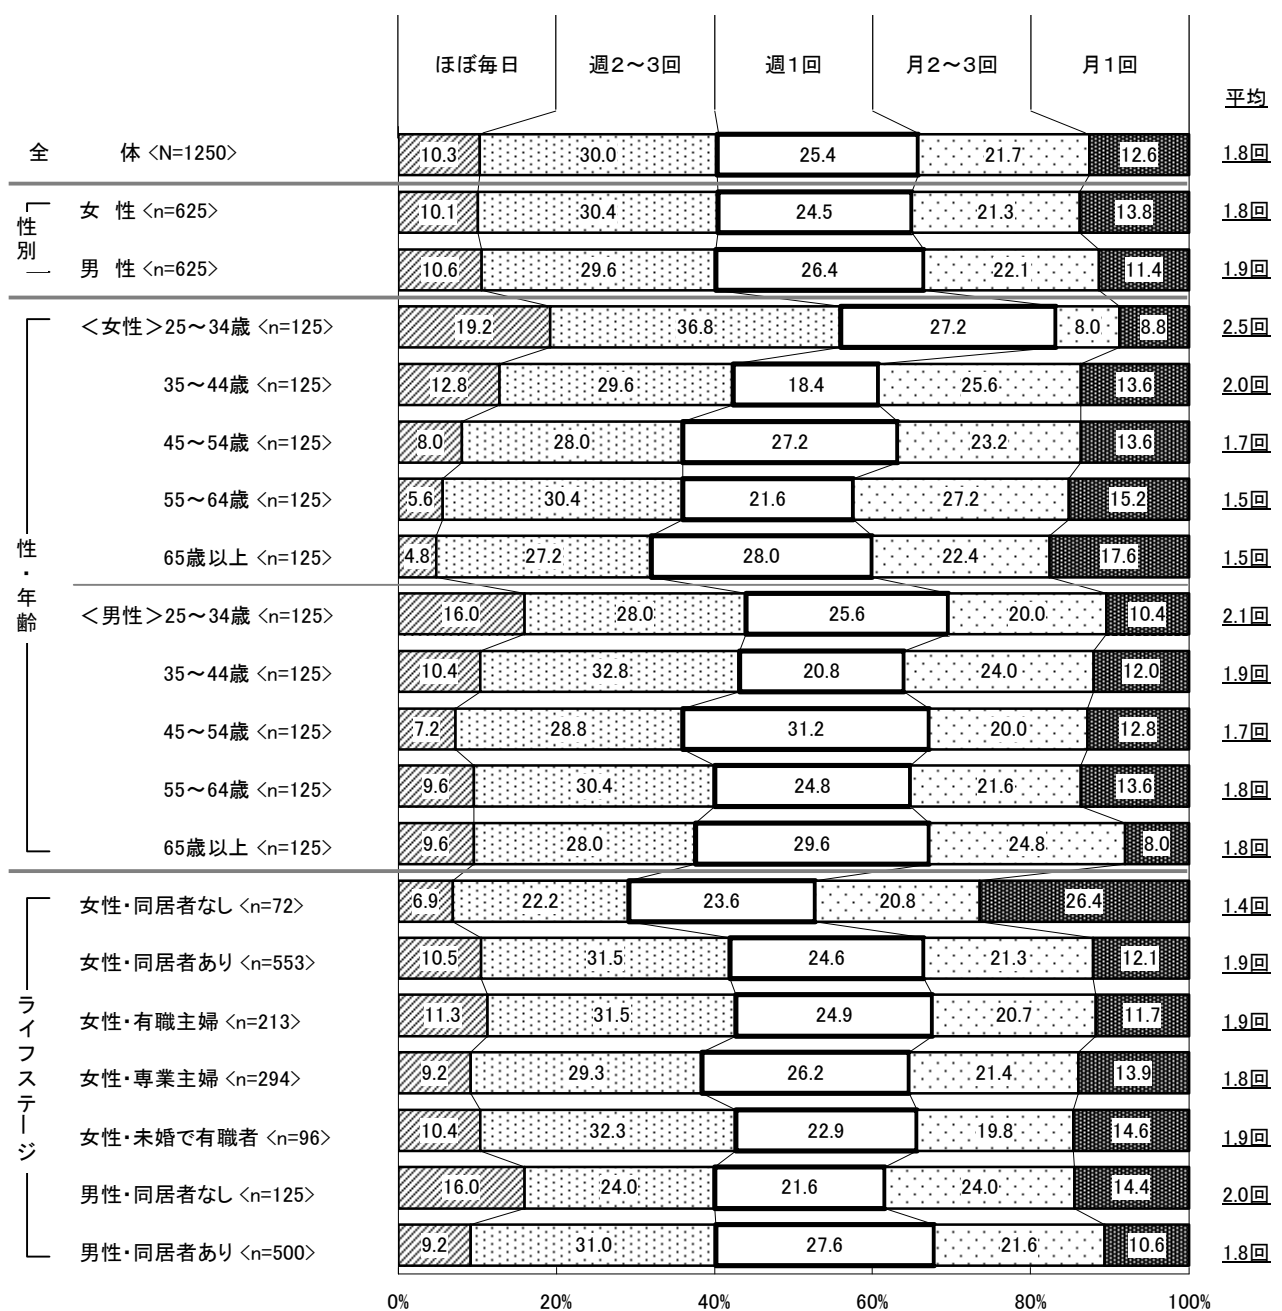 ほぼ毎日 週2～3回 週1回 月2～3回 月1回
平均
全 体 <N=1250> 10.3 30.0 25.4 21.7 12.6 1.8回
性別
女 性 <n=625> 10.1 30.4 24.5 21.3 13.8 1.8回
男 性 <n=625> 10.6 29.6 26.4 22.1 11.4 1.9回
性・年齢
＜女性＞25～34歳 <n=125> 19.2 36.8 27.2 8.0 8.8 2.5回
35～44歳 <n=125> 12.8 29.6 18.4 25.6 13.6 2.0回
45～54歳 <n=125> 8.0 28.0 27.2 23.2 13.6 1.7回
55～64歳 <n=125> 5.6 30.4 21.6 27.2 15.2 1.5回
65歳以上 <n=125> 4.8 27.2 28.0 22.4 17.6 1.5回
＜男性＞25～34歳 <n=125> 16.0 28.0 25.6 20.0 10.4 2.1回
35～44歳 <n=125> 10.4 32.8 20.8 24.0 12.0 1.9回
45～54歳 <n=125> 7.2 28.8 31.2 20.0 12.8 1.7回
55～64歳 <n=125> 9.6 30.4 24.8 21.6 13.6 1.8回
65歳以上 <n=125> 9.6 28.0 29.6 24.8 8.0 1.8回
ライフステージ
女性・同居者なし <n=72> 6.9 22.2 23.6 20.8 26.4 1.4回
女性・同居者あり <n=553> 10.5 31.5 24.6 21.3 12.1 1.9回
女性・有職主婦 <n=213> 11.3 31.5 24.9 20.7 11.7 1.9回
女性・専業主婦 <n=294> 9.2 29.3 26.2 21.4 13.9 1.8回
女性・未婚で有職者 <n=96> 10.4 32.3 22.9 19.8 14.6 1.9回
男性・同居者なし <n=125> 16.0 24.0 21.6 24.0 14.4 2.0回
男性・同居者あり <n=500> 9.2 31.0 27.6 21.6 10.6 1.8回
0% 20% 40% 60% 80% 100%